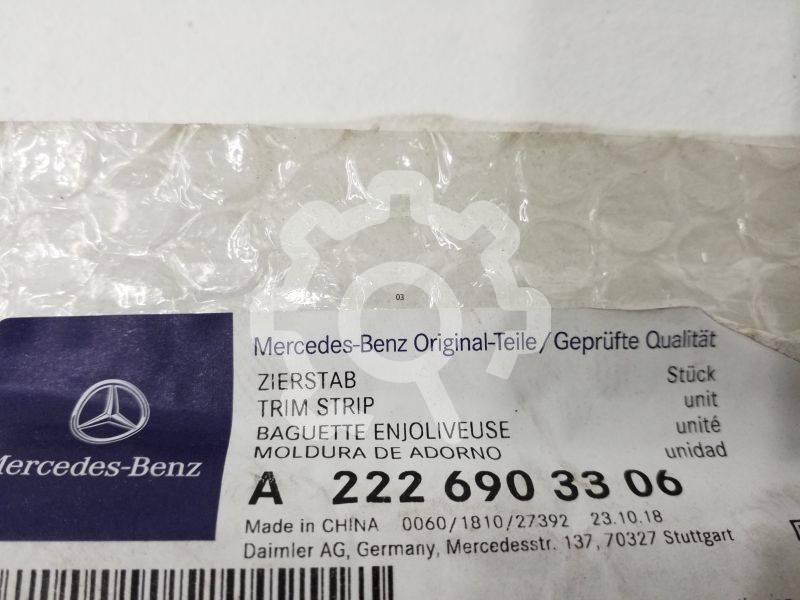 03
Mercedes-Benz Original-Teile/Geprüfte Qualität
ZIERSTAB Stück
TRIM STRIP unit
BAGUETTE ENJOLIVEUSE unité
MOLDURA DE ADORNO unidad
Mercedes-Benz
A 222 690 33 06
Made in CHINA 0060/1810/27392 23.10.18
Daimler AG, Germany, Mercedesstr. 137, 70327 Stuttgart